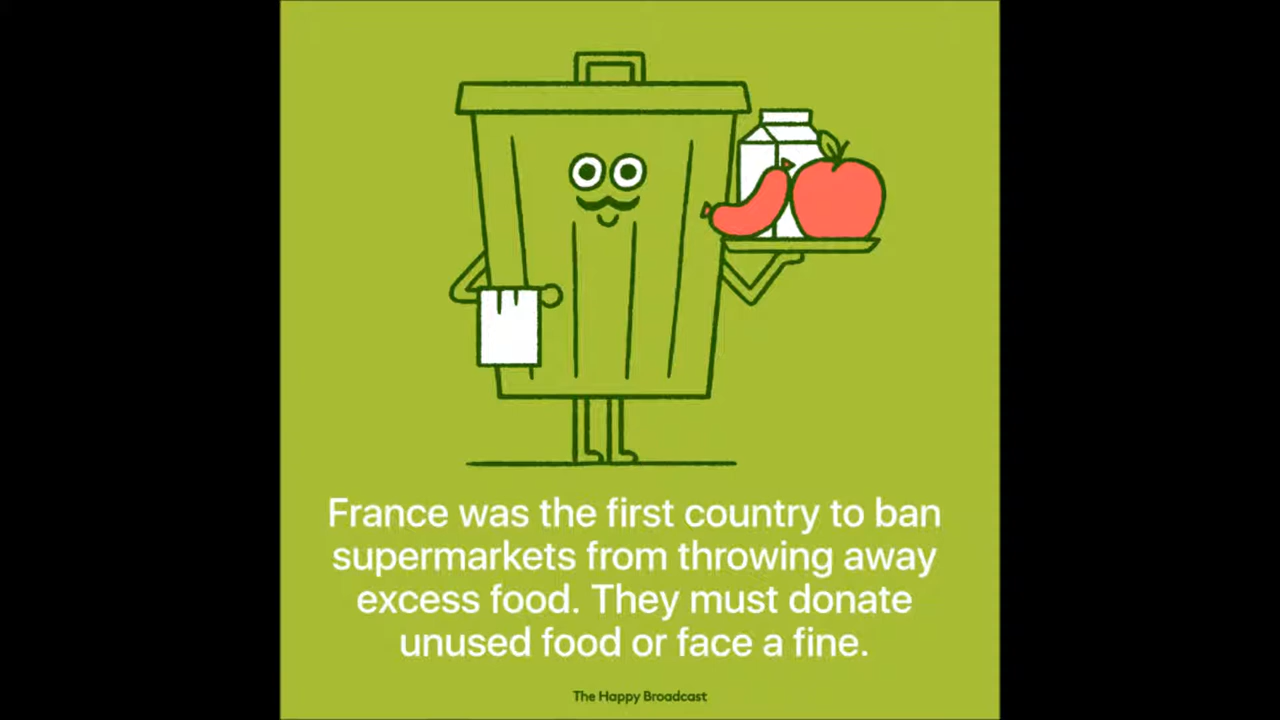 France was the first country to ban
supermarkets from throwing away
excess food. They must donate
unused food or face a fine.
The Happy Broadcast